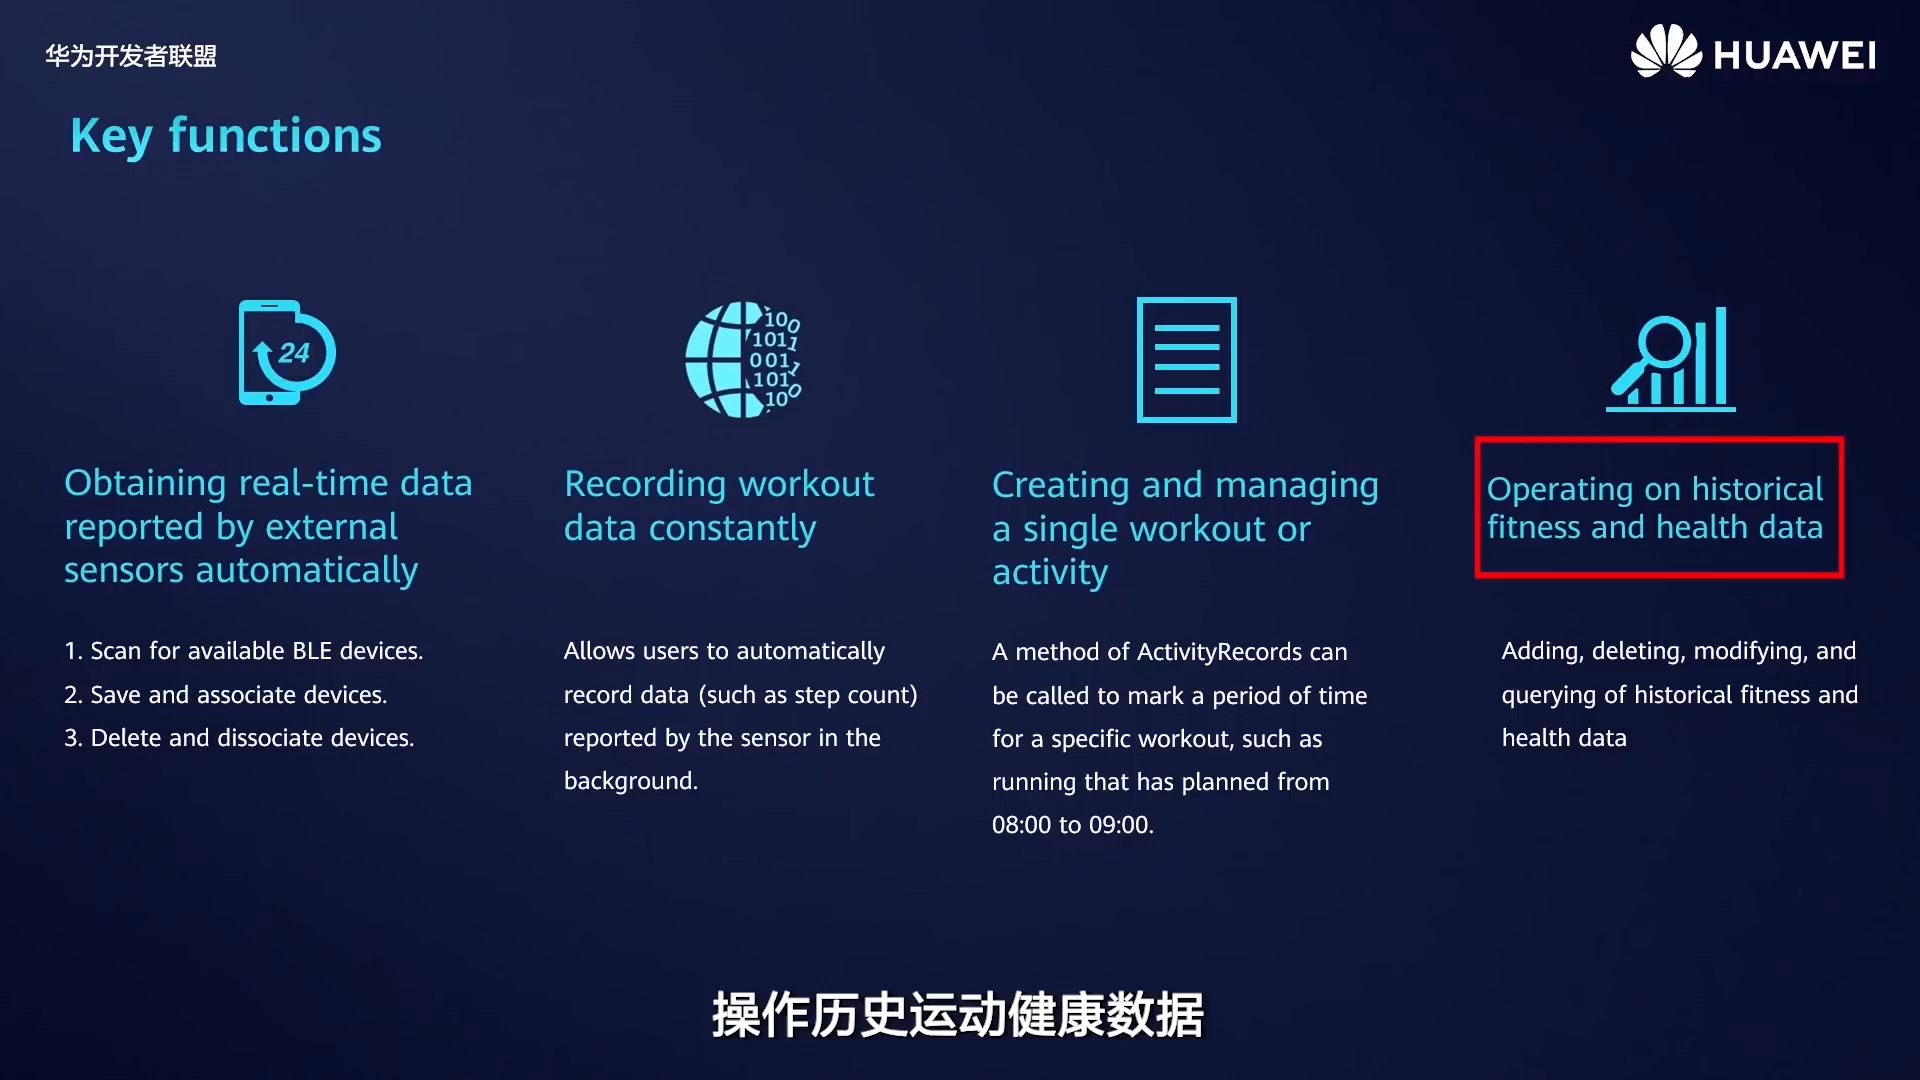 华为开发者联盟
HUAWEI
Key functions
24
100
1011
0011
1010
10
Obtaining real-time data
reported by external
sensors automatically
1. Scan for available BLE devices.
2. Save and associate devices.
3. Delete and dissociate devices.
Recording workout
data constantly
Allows users to automatically
record data (such as step count)
reported by the sensor in the
background.
Creating and managing
a single workout or
activity
A method of ActivityRecords can
be called to mark a period of time
for a specific workout, such as
running that has planned from
08:00 to 09:00.
Operating on historical
fitness and health data
Adding, deleting, modifying, and
querying of historical fitness and
health data
操作历史运动健康数据